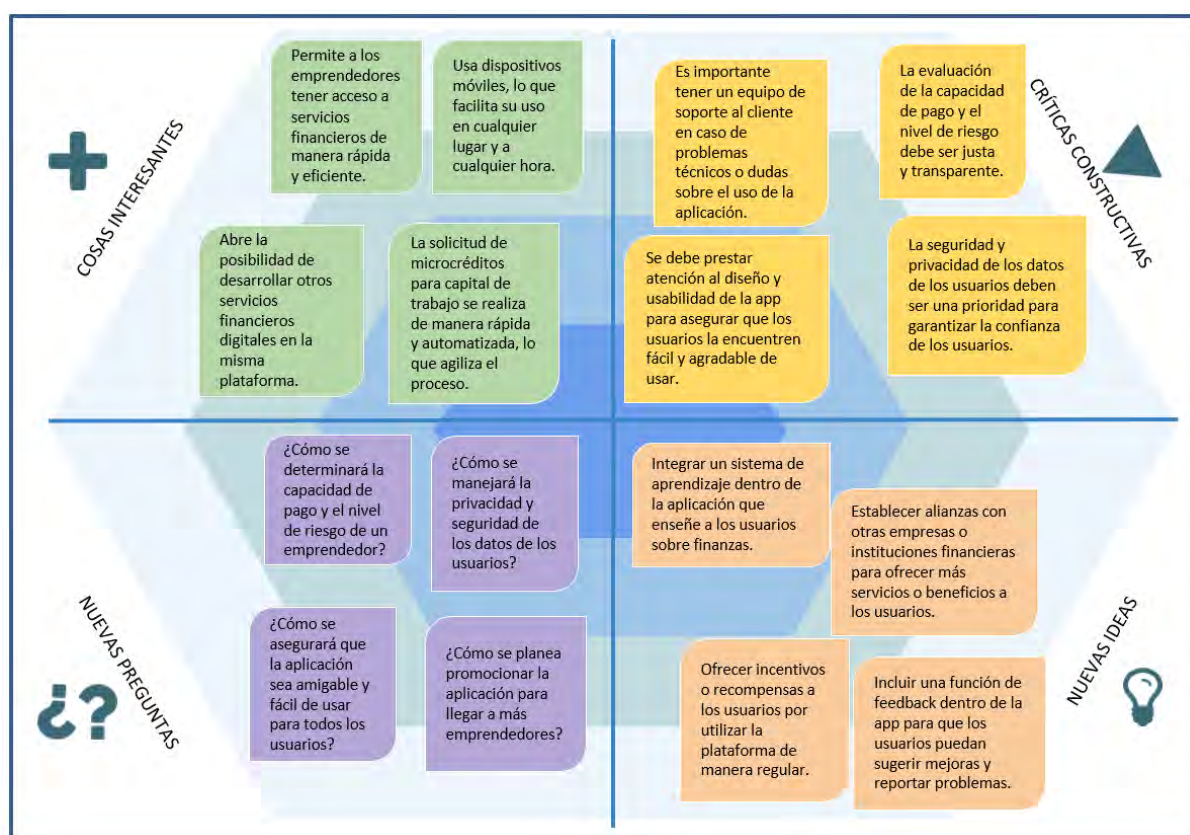 COSAS INTERESANTES
Permite a los
emprendedores
tener acceso a
servicios
financieros de
manera rápida
y eficiente.
Usa dispositivos
móviles, lo que
facilita su uso
en cualquier
lugar y a
cualquier hora.
Abre la
posibilidad de
desarrollar otros
servicios
financieros
digitales en la
misma
plataforma.
La solicitud de
microcréditos
para capital de
trabajo se realiza
de manera rápida
y automatizada, lo
que agiliza el
proceso.
CRÍTICAS CONSTRUCTIVAS
Es importante
tener un equipo de
soporte al cliente
en caso de
problemas
técnicos o dudas
sobre el uso de la
aplicación.
La evaluación
de la capacidad
de pago y el
nivel de riesgo
debe ser justa
y transparente.
Se debe prestar
atención al diseño y
usabilidad de la app
para asegurar que los
usuarios la encuentren
fácil y agradable de
usar.
La seguridad y
privacidad de los datos
de los usuarios deben
ser una prioridad para
garantizar la confianza
de los usuarios.
NUEVAS PREGUNTAS
¿?
¿Cómo se
determinará la
capacidad de
pago y el nivel
de riesgo de un
emprendedor?
¿Cómo se
manejará la
privacidad y
seguridad de
los datos de los
usuarios?
¿Cómo se
asegurará que
la aplicación
sea amigable y
fácil de usar
para todos los
usuarios?
¿Cómo se planea
promocionar la
aplicación para
llegar a más
emprendedores?
NUEVAS IDEAS
Integrar un sistema de
aprendizaje dentro de
la aplicación que
enseñe a los usuarios
sobre finanzas.
Establecer alianzas con
otras empresas o
instituciones financieras
para ofrecer más
servicios o beneficios a
los usuarios.
Ofrecer incentivos
o recompensas a
los usuarios por
utilizar la
plataforma de
manera regular.
Incluir una función de
feedback dentro de la
app para que los
usuarios puedan
sugerir mejoras y
reportar problemas.